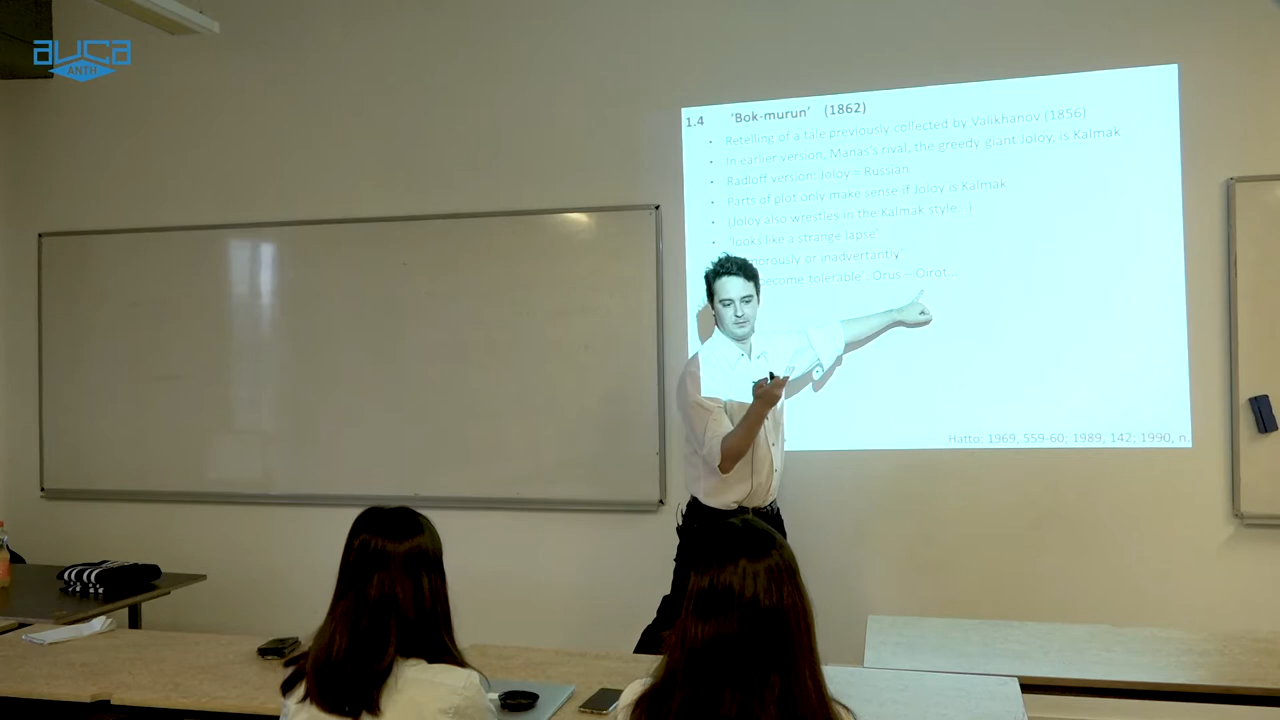 auca
ANTH
1.4 'Bok-murun' (1862)
• Retelling of a tale previously collected by Valikhanov (1856)
• In earlier version, Manas's rival, the greedy giant Joloy, is Kalmak
• Radloff version: Joloy = Russian
• Parts of plot only make sense if Joloy is Kalmak
• (Joloy also wrestles in the Kalmak style. )
• 'looks like a strange lapse'
or inadvertantly'
become tolerable': Orus – Oirot...
Hatto: 1969, 559-60; 1989, 142; 1990, n.